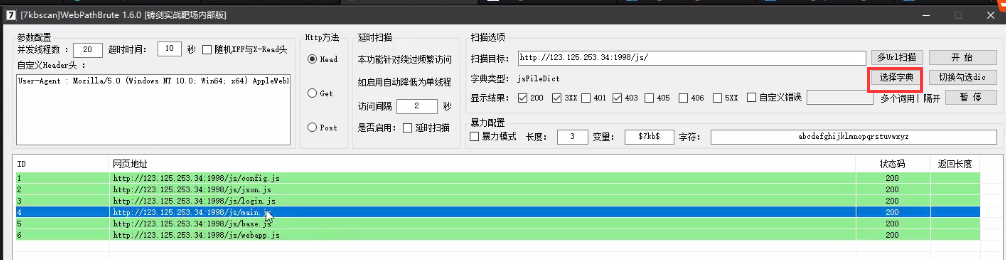 [7kbscan]WebPathBrute 1.6.0 [铸剑实战靶场内部版]
参数配置
并发线程数： 20 超时时间： 10 秒 随机XFF与X-Read头
自定义Header头：
User-Agent : Mozilla/5.0 (Windows NT 10.0; Win64; x64) AppleWebl
Http方法
Head
Get
Post
延时扫描
本功能针对绕过频繁访问
如启用自动降低为单线程
访问间隔 2 秒
是否启用： 延时扫描
扫描选项
扫描目标： http://123.125.253.34:1998/js/ 多Url扫描 开 始
字典类型： jsFileDict 选择字典 切换勾选dic
显示结果： 200 3XX 401 403 405 406 5XX 自定义错误 多个词用| 隔开 暂 停
暴力配置
暴力模式 长度： 3 变量： $7kb$ 字符： abcdefghijklmnopqrstuvwxyz
ID 网页地址 状态码 返回长度
1 http://123.125.253.34:1998/js/config.js 200
2 http://123.125.253.34:1998/js/json.js 200
3 http://123.125.253.34:1998/js/login.js 200
4 http://123.125.253.34:1998/js/main.js 200
5 http://123.125.253.34:1998/js/base.js 200
6 http://123.125.253.34:1998/js/webapp.js 200